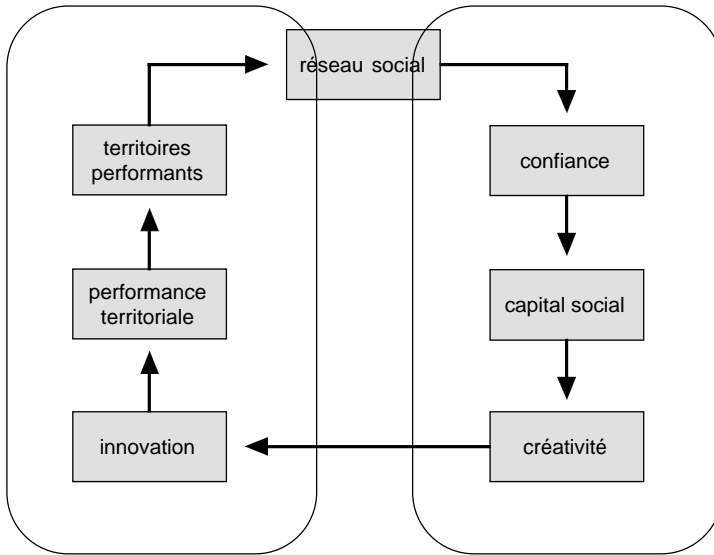 réseau social
territoires
performants
confiance
performance
territoriale
capital social
innovation
créativité